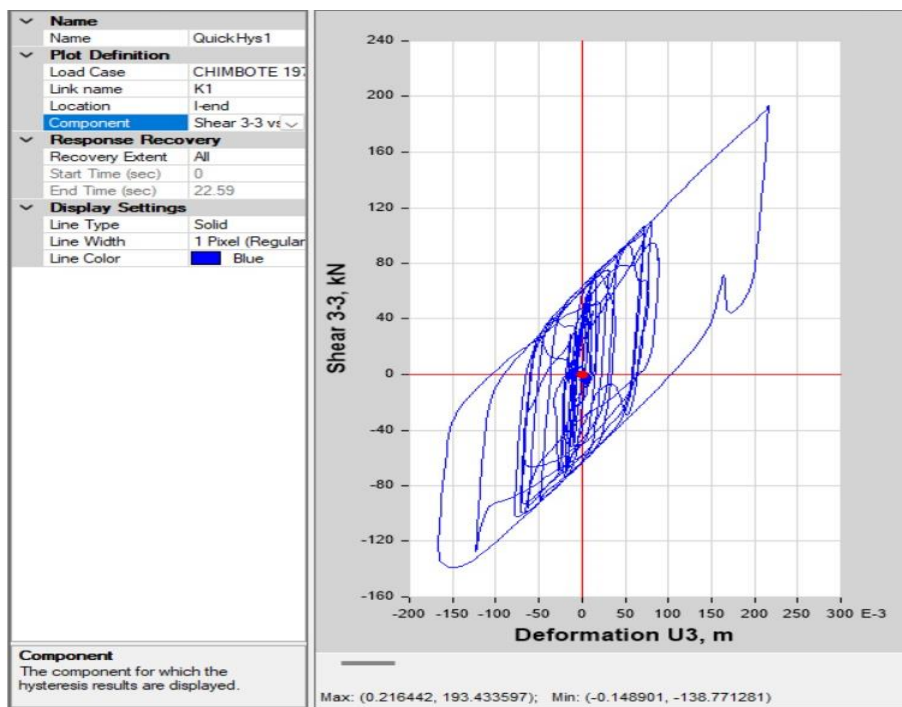 Name
Name QuickHys1
Plot Definition
Load Case CHIMBOTE 197
Link name K1
Location I-end
Component Shear 3-3 vs
Response Recovery
Recovery Extent All
Start Time (sec) 0
End Time (sec) 22.59
Display Settings
Line Type Solid
Line Width 1 Pixel (Regular
Line Color Blue
Component
The component for which the
hysteresis results are displayed.
240
200
160
120
80
40
0
-40
-80
-120
-160
Shear 3-3, kN
-200 -150 -100 -50 0 50 100 150 200 250 300 E-3
Deformation U3, m
Max: (0.216442, 193.433597); Min: (-0.148901, -138.771281)